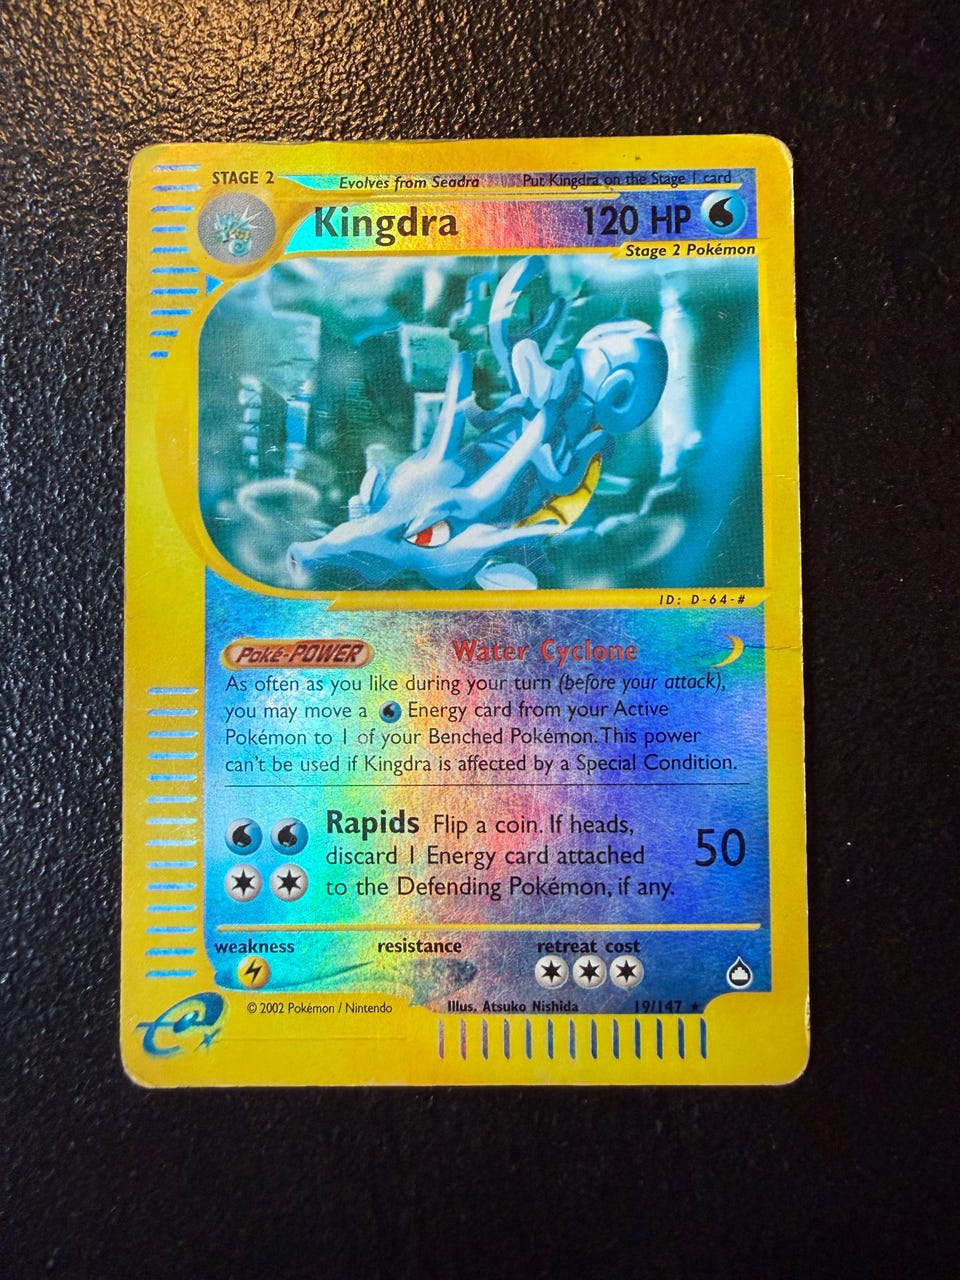 STAGE 2 Evolves from Seadra Put Kingdra on the Stage 1 card
Kingdra 120 HP
Stage 2 Pokémon
ID: D-64-#
Poké-POWER Water Cyclone
As often as you like during your turn (before your attack),
you may move a Energy card from your Active
Pokémon to 1 of your Benched Pokémon. This power
can't be used if Kingdra is affected by a Special Condition.
Rapids Flip a coin. If heads,
discard 1 Energy card attached
to the Defending Pokémon, if any.
50
weakness resistance retreat cost
© 2002 Pokémon / Nintendo Illus. Atsuko Nishida 19/147 ★
e